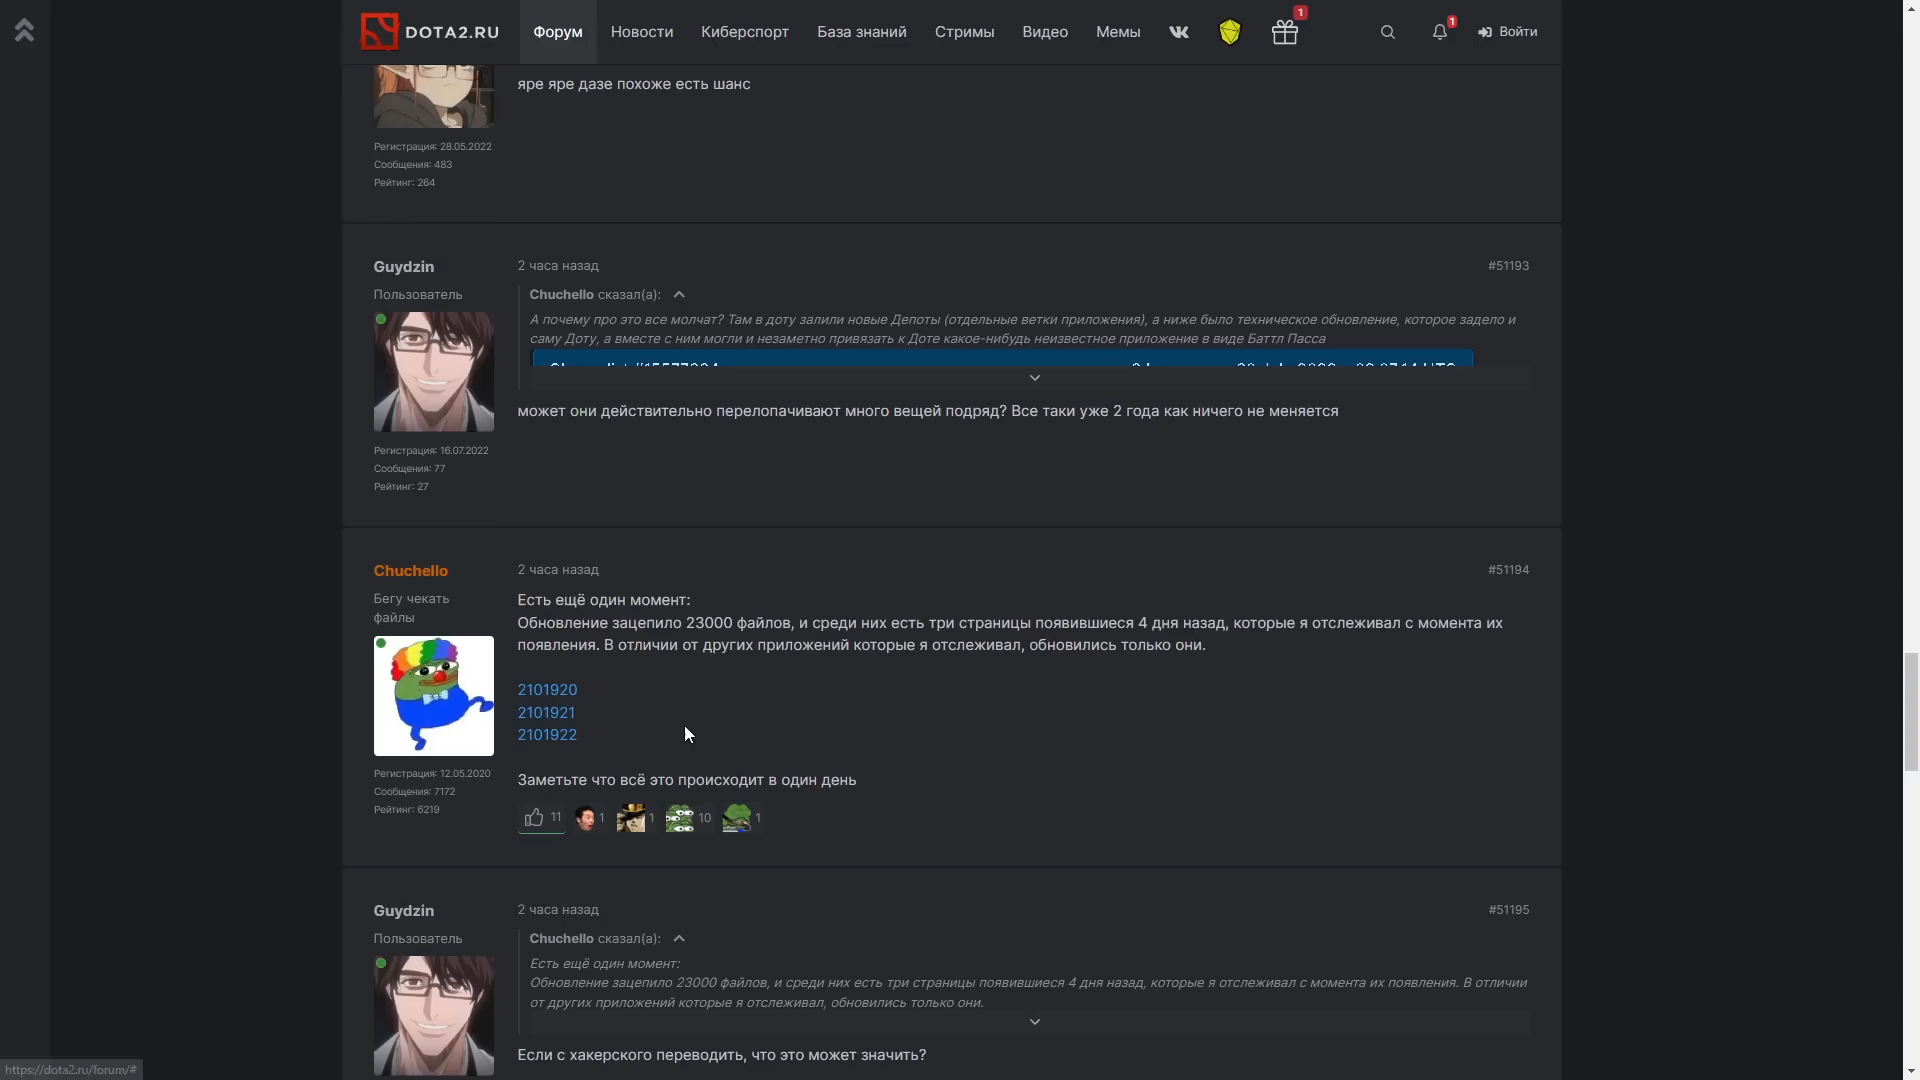 DOTA2.RU
Форум
Новости
Киберспорт
База знаний
Стримы
Видео
Мемы
1
1
Войти
яре яре дазе похоже есть шанс
Регистрация: 28.05.2022
Сообщения: 483
Рейтинг: 264
Guydzin
2 часа назад
#51193
Пользователь
Chuchello сказал(а):
А почему про это все молчат? Там в доту залили новые Депоты (отдельные ветки приложения), а ниже было техническое обновление, которое задело и
саму Доту, а вместе с ним могли и незаметно привязать к Доте какое-нибудь неизвестное приложение в виде Баттл Пасса
может они действительно перелопачивают много вещей подряд? Все таки уже 2 года как ничего не меняется
Регистрация: 16.07.2022
Сообщения: 77
Рейтинг: 27
Chuchello
2 часа назад
#51194
Бегу чекать
файлы
Есть ещё один момент:
Обновление зацепило 23000 файлов, и среди них есть три страницы появившиеся 4 дня назад, которые я отслеживал с момента их
появления. В отличии от других приложений которые я отслеживал, обновились только они.
2101920
2101921
2101922
Заметьте что всё это происходит в один день
Регистрация: 12.05.2020
Сообщения: 7172
Рейтинг: 6219
11
1
1
10
1
Guydzin
2 часа назад
#51195
Пользователь
Chuchello сказал(а):
Есть ещё один момент:
Обновление зацепило 23000 файлов, и среди них есть три страницы появившиеся 4 дня назад, которые я отслеживал с момента их появления. В отличии
от других приложений которые я отслеживал, обновились только они.
Если с хакерского переводить, что это может значить?
https://dota2.ru/forum/#